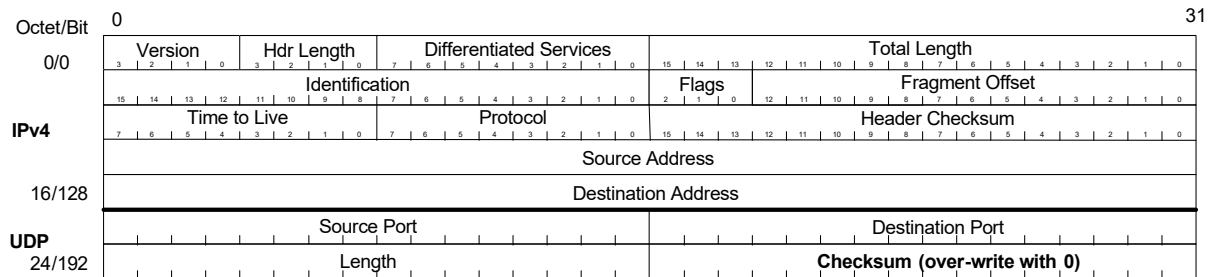 Octet/Bit 0 31
0/0 Version Hdr Length Differentiated Services Total Length
3 2 1 0 3 2 1 0 7 6 5 4 3 2 1 0 15 14 13 12 11 10 9 8 7 6 5 4 3 2 1 0
Identification Flags Fragment Offset
15 14 13 12 11 10 9 8 7 6 5 4 3 2 1 0 2 1 0 12 11 10 9 8 7 6 5 4 3 2 1 0
IPv4 Time to Live Protocol Header Checksum
7 6 5 4 3 2 1 0 7 6 5 4 3 2 1 0 15 14 13 12 11 10 9 8 7 6 5 4 3 2 1 0
Source Address
16/128 Destination Address
UDP Source Port Destination Port
24/192 Length Checksum (over-write with 0)